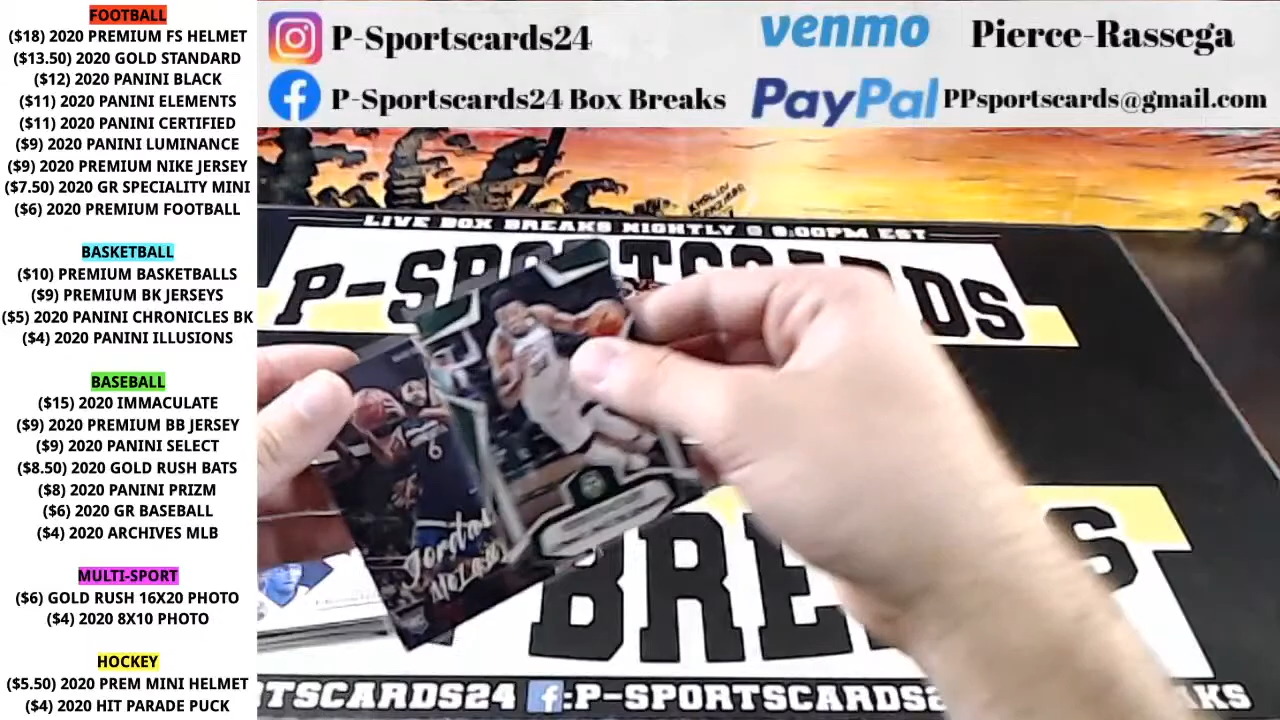 FOOTBALL
($18) 2020 PREMIUM FS HELMET
($13.50) 2020 GOLD STANDARD
($12) 2020 PANINI BLACK
($11) 2020 PANINI ELEMENTS
($11) 2020 PANINI CERTIFIED
($9) 2020 PANINI LUMINANCE
($9) 2020 PREMIUM NIKE JERSEY
($7.50) 2020 GR SPECIALITY MINI
($6) 2020 PREMIUM FOOTBALL
BASKETBALL
($10) PREMIUM BASKETBALLS
($9) PREMIUM BK JERSEYS
($5) 2020 PANINI CHRONICLES BK
($4) 2020 PANINI ILLUSIONS
BASEBALL
($15) 2020 IMMACULATE
($9) 2020 PREMIUM BB JERSEY
($9) 2020 PANINI SELECT
($8.50) 2020 GOLD RUSH BATS
($8) 2020 PANINI PRIZM
($6) 2020 GR BASEBALL
($4) 2020 ARCHIVES MLB
MULTI-SPORT
($6) GOLD RUSH 16X20 PHOTO
($4) 2020 8X10 PHOTO
HOCKEY
($5.50) 2020 PREM MINI HELMET
($4) 2020 HIT PARADE PUCK
P-Sportscards24
venmo Pierce-Rassega
P-Sportscards24 Box Breaks
PayPal PPsportscards@gmail.com
LIVE BOX BREAKS NIGHTLY @ 9:00PM EST
P-SPORTSCARDS
Jordan
McLaughlin
BRE S
RTSCARDS24 f:P-SPORTSCARDS2 REAKS